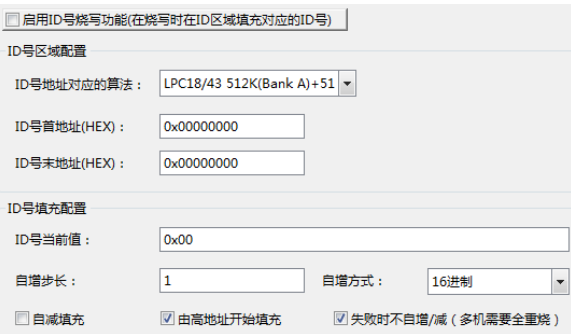 启用ID号烧写功能(在烧写时在ID区域填充对应的ID号)
ID号区域配置
ID号地址对应的算法： LPC18/43 512K(Bank A)+51
ID号首地址(HEX)： 0x00000000
ID号末地址(HEX)： 0x00000000
ID号填充配置
ID号当前值： 0x00
自增步长： 1 自增方式： 16进制
自减填充 由高地址开始填充 失败时不自增/减（多机需要全重烧）